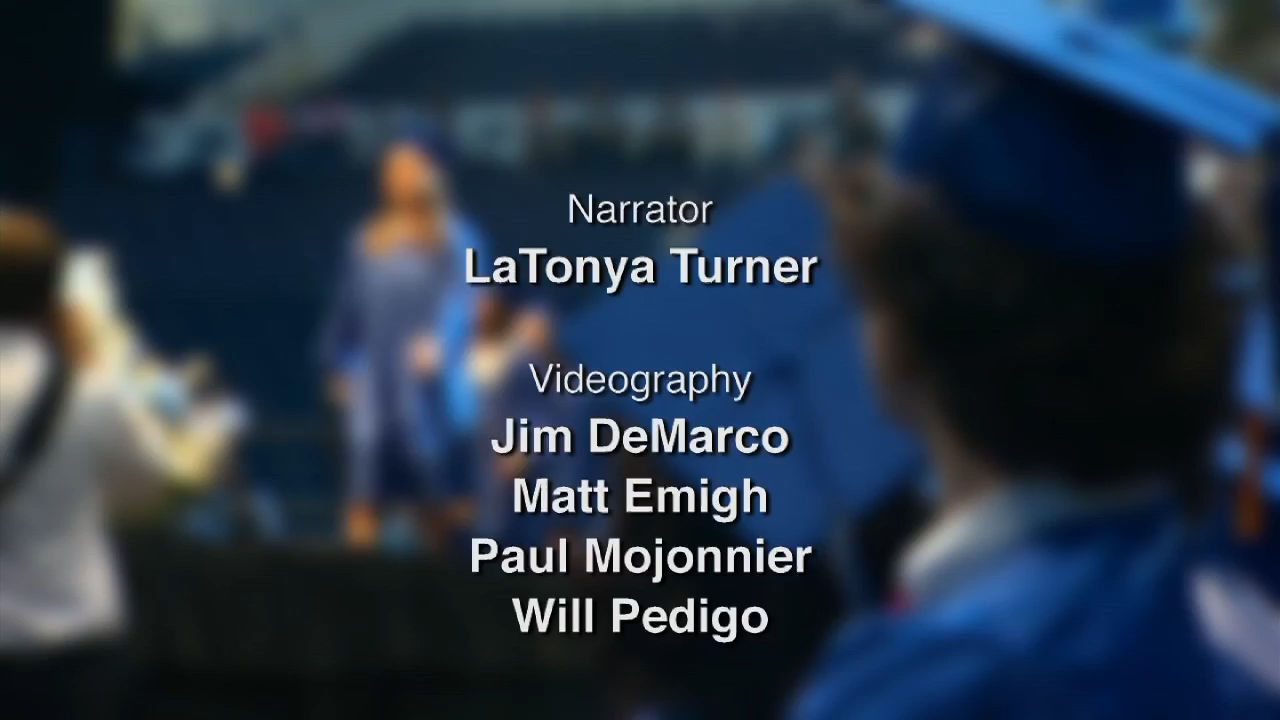 Narrator
LaTonya Turner
Videography
Jim DeMarco
Matt Emigh
Paul Mojonnier
Will Pedigo